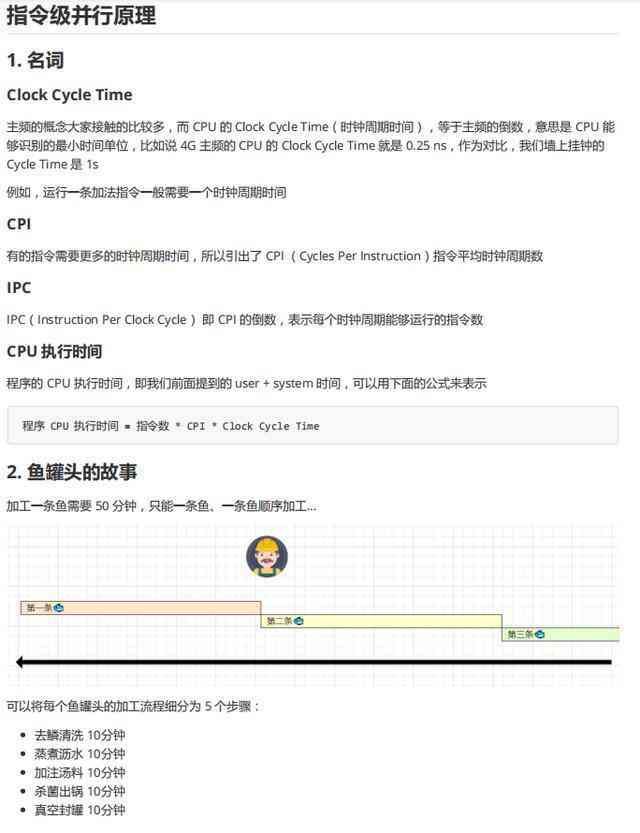 指令级并行原理
1. 名词
Clock Cycle Time
主频的概念大家接触的比较多，而 CPU 的 Clock Cycle Time（时钟周期时间），等于主频的倒数，意思是 CPU 能
够识别的最小时间单位，比如说 4G 主频的 CPU 的 Clock Cycle Time 就是 0.25 ns，作为对比，我们墙上挂钟的
Cycle Time 是 1s
例如，运行一条加法指令一般需要一个时钟周期时间
CPI
有的指令需要更多的时钟周期时间，所以引出了 CPI （Cycles Per Instruction）指令平均时钟周期数
IPC
IPC（Instruction Per Clock Cycle） 即 CPI 的倒数，表示每个时钟周期能够运行的指令数
CPU 执行时间
程序的 CPU 执行时间，即我们前面提到的 user + system 时间，可以用下面的公式来表示
程序 CPU 执行时间 = 指令数 * CPI * Clock Cycle Time
2. 鱼罐头的故事
加工一条鱼需要 50 分钟，只能一条鱼、一条鱼顺序加工...
第一条
第二条
第三条
可以将每个鱼罐头的加工流程细分为 5 个步骤：
• 去鳞清洗 10分钟
• 蒸煮沥水 10分钟
• 加注汤料 10分钟
• 杀菌出锅 10分钟
• 真空封罐 10分钟